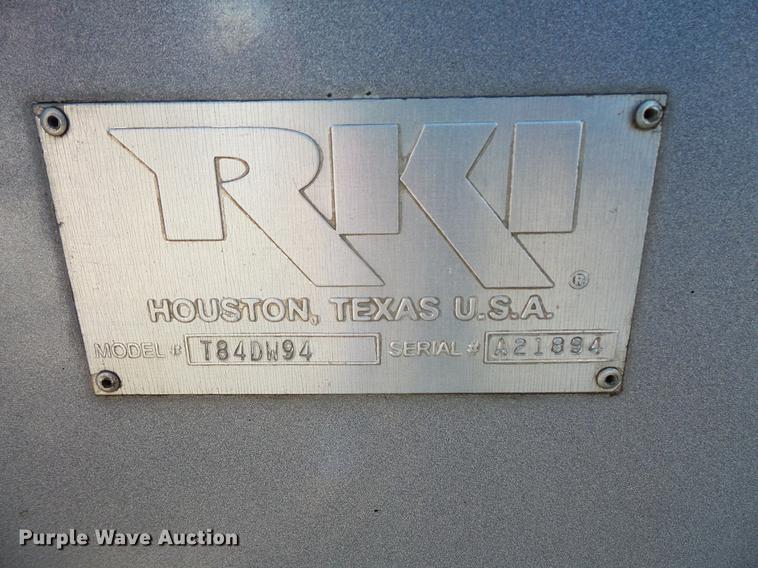 RKI ®
HOUSTON, TEXAS U.S.A.
MODEL # T84DW94 SERIAL # A21894
Purple Wave Auction